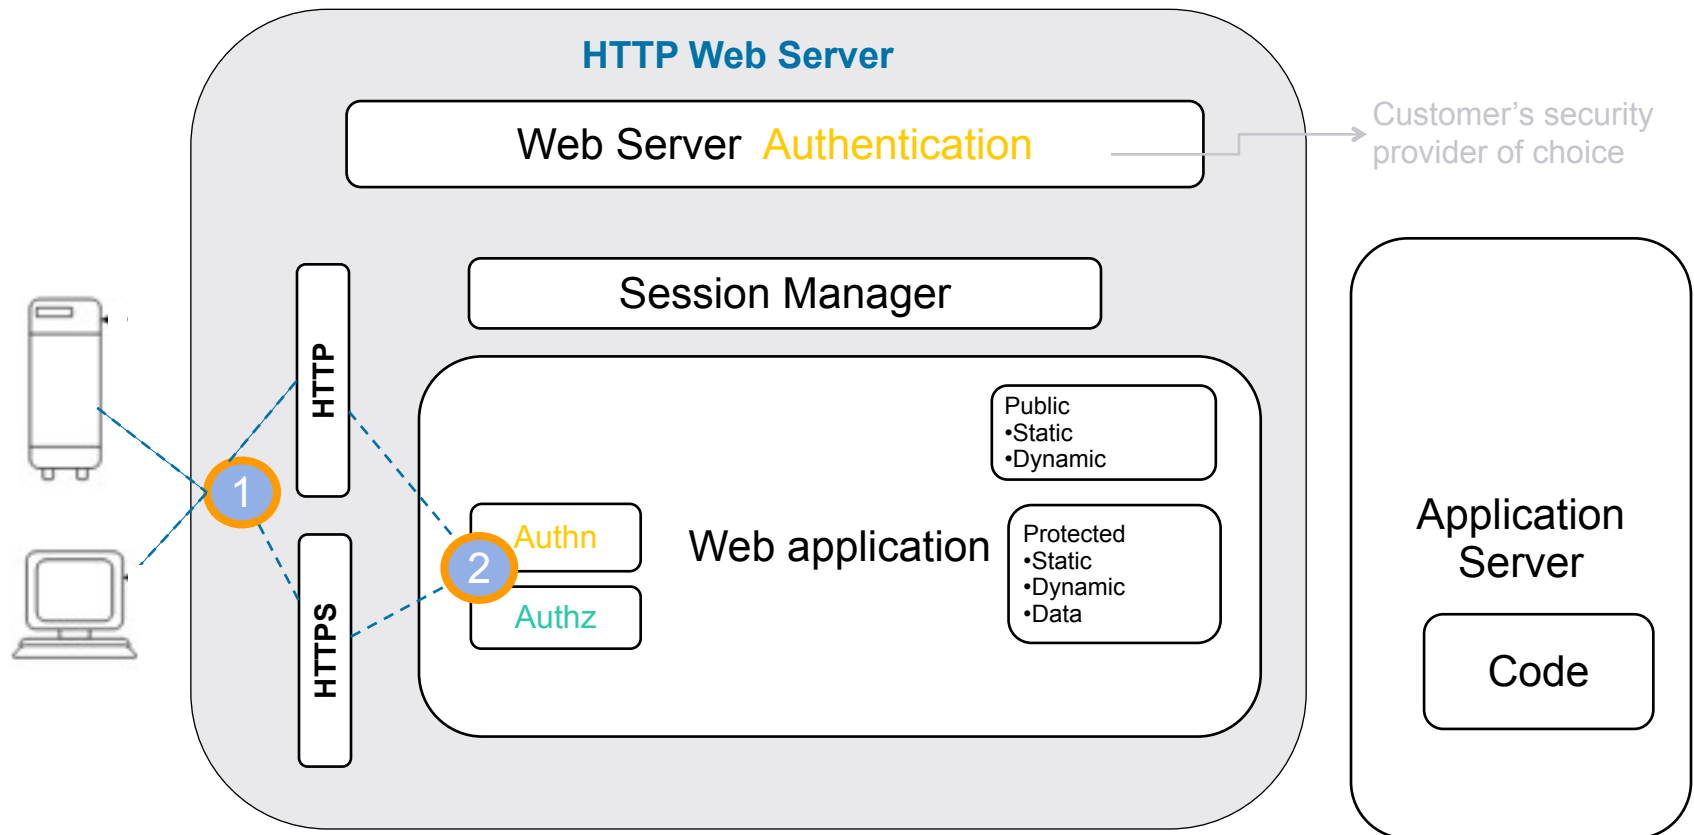 HTTP Web Server
Web Server Authentication
Customer’s security
provider of choice
Session Manager
HTTP
Public
•Static
•Dynamic
1
Authn
2
Web application
Protected
•Static
•Dynamic
•Data
Authz
HTTPS
Application
Server
Code